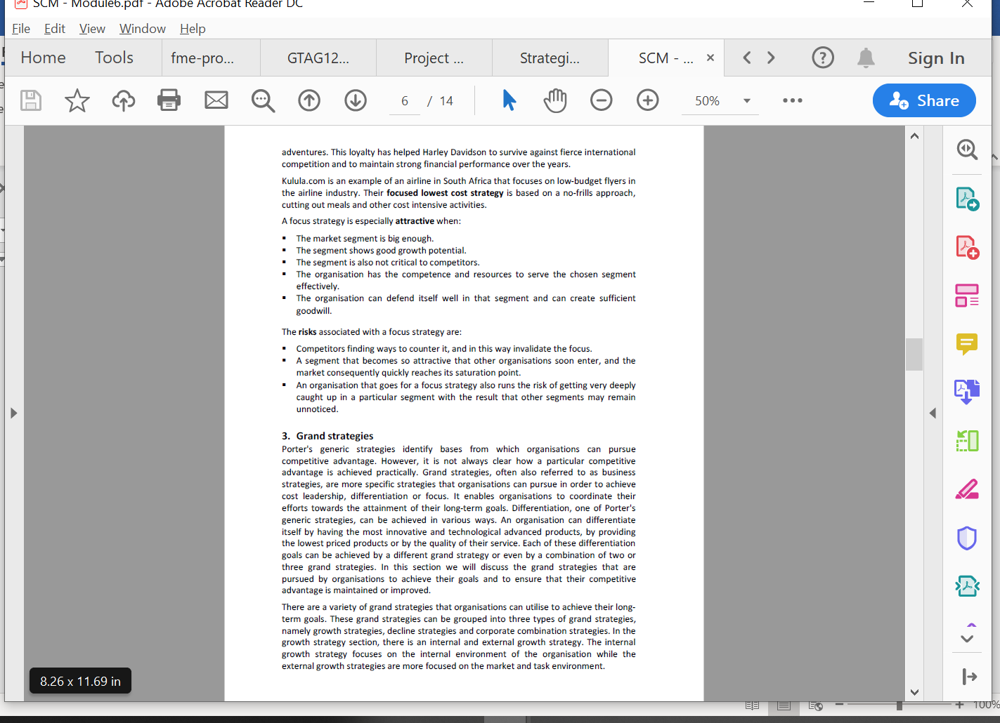 SCM - Module6.pdf - Adobe Acrobat Reader DC
File Edit View Window Help
Home Tools fme-pro... GTAG12... Project ... Strategi... SCM - ... Sign In
6 / 14 50% Share
adventures. This loyalty has helped Harley Davidson to survive against fierce international
competition and to maintain strong financial performance over the years.
Kulula.com is an example of an airline in South Africa that focuses on low-budget flyers in
the airline industry. Their focused lowest cost strategy is based on a no-frills approach,
cutting out meals and other cost intensive activities.
A focus strategy is especially attractive when:
▪ The market segment is big enough.
▪ The segment shows good growth potential.
▪ The segment is also not critical to competitors.
▪ The organisation has the competence and resources to serve the chosen segment
effectively.
▪ The organisation can defend itself well in that segment and can create sufficient
goodwill.
The risks associated with a focus strategy are:
▪ Competitors finding ways to counter it, and in this way invalidate the focus.
▪ A segment that becomes so attractive that other organisations soon enter, and the
market consequently quickly reaches its saturation point.
▪ An organisation that goes for a focus strategy also runs the risk of getting very deeply
caught up in a particular segment with the result that other segments may remain
unnoticed.
3. Grand strategies
Porter's generic strategies identify bases from which organisations can pursue
competitive advantage. However, it is not always clear how a particular competitive
advantage is achieved practically. Grand strategies, often also referred to as business
strategies, are more specific strategies that organisations can pursue in order to achieve
cost leadership, differentiation or focus. It enables organisations to coordinate their
efforts towards the attainment of their long-term goals. Differentiation, one of Porter's
generic strategies, can be achieved in various ways. An organisation can differentiate
itself by having the most innovative and technological advanced products, by providing
the lowest priced products or by the quality of their service. Each of these differentiation
goals can be achieved by a different grand strategy or even by a combination of two or
three grand strategies. In this section we will discuss the grand strategies that are
pursued by organisations to achieve their goals and to ensure that their competitive
advantage is maintained or improved.
There are a variety of grand strategies that organisations can utilise to achieve their long-
term goals. These grand strategies can be grouped into three types of grand strategies,
namely growth strategies, decline strategies and corporate combination strategies. In the
growth strategy section, there is an internal and external growth strategy. The internal
growth strategy focuses on the internal environment of the organisation while the
external growth strategies are more focused on the market and task environment.
8.26 x 11.69 in
100%